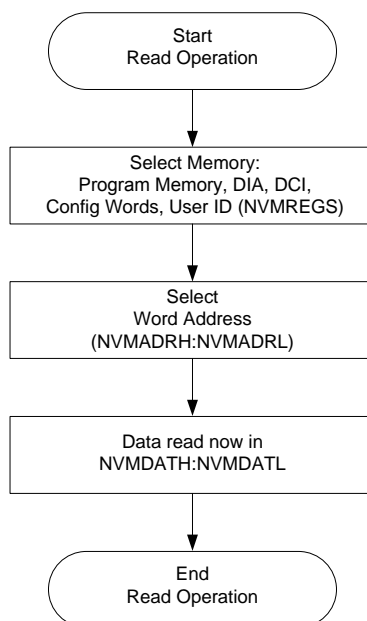 Start
Read Operation
Select Memory:
Program Memory, DIA, DCI,
Config Words, User ID (NVMREGS)
Select
Word Address
(NVMADRH:NVMADRL)
Data read now in
NVMDATH:NVMDATL
End
Read Operation